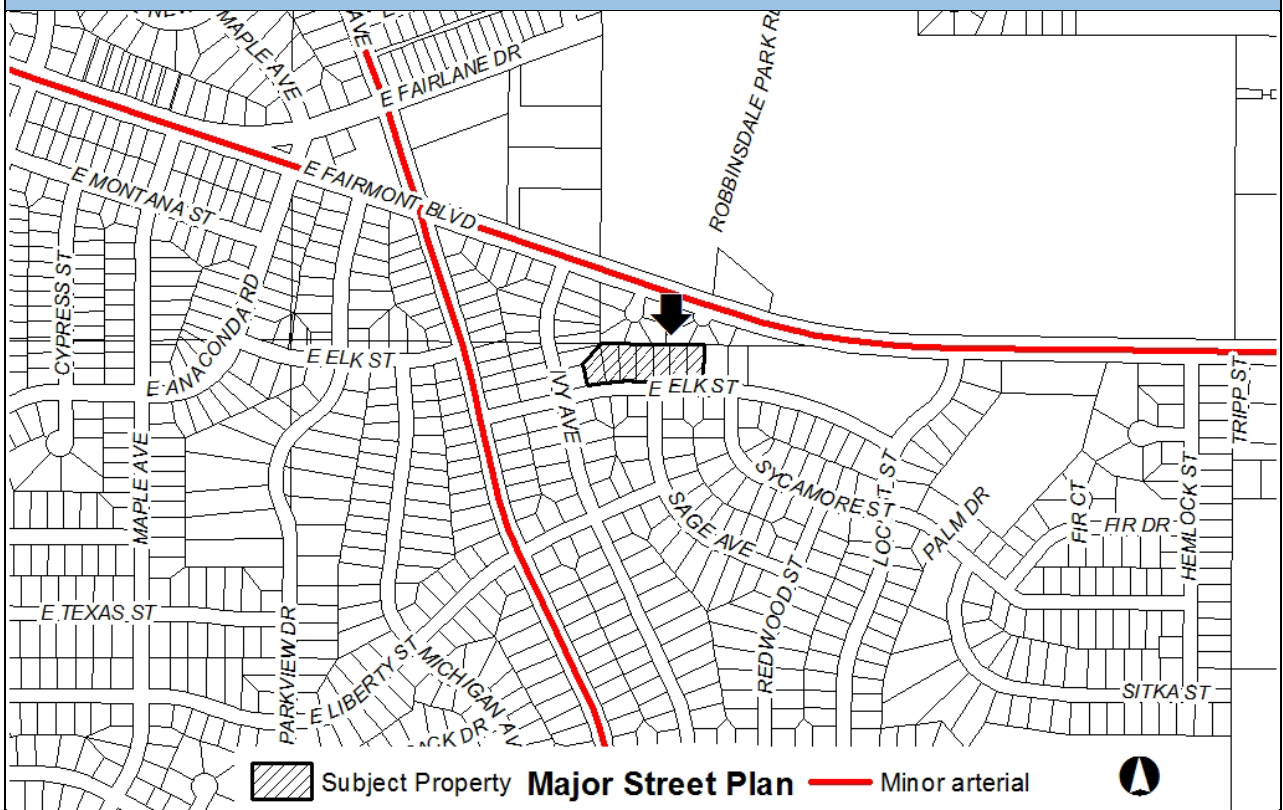 MAPLE AVE
AVE
E FAIRLANE DR
ROBBINSDALE PARK RD
E MONTANA ST
E FAIRMONT BLVD
CYPRESS ST
E ANACONDA RD
E ELK ST
IVY AVE
E ELK ST
TRIPP ST
MAPLE AVE
SYCAMORE ST
SAGE AVE
LOCUST ST
PALM DR
FIR CT
FIR DR
HEMLOCK ST
E TEXAS ST
PARKVIEW DR
REDWOOD ST
E LIBERTY ST
MICHIGAN AV
SITKA ST
ACK DR
Subject Property Major Street Plan Minor arterial